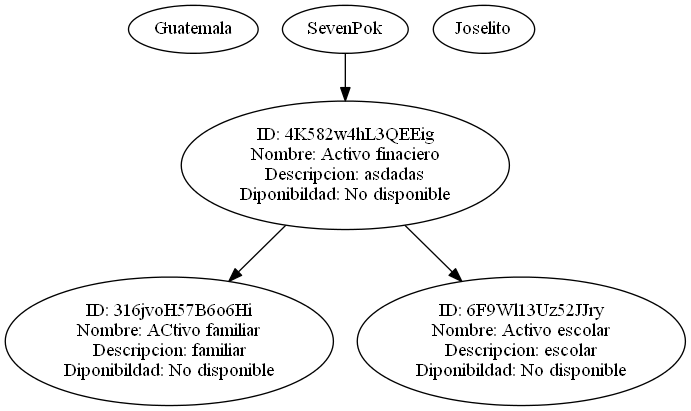 Guatemala
SevenPok
Joselito
ID: 4K582w4hL3QEEig
Nombre: Activo finaciero
Descripcion: asdadas
Diponibildad: No disponible
ID: 316jvoH57B6o6Hi
Nombre: ACtivo familiar
Descripcion: familiar
Diponibildad: No disponible
ID: 6F9Wl13Uz52JJry
Nombre: Activo escolar
Descripcion: escolar
Diponibildad: No disponible